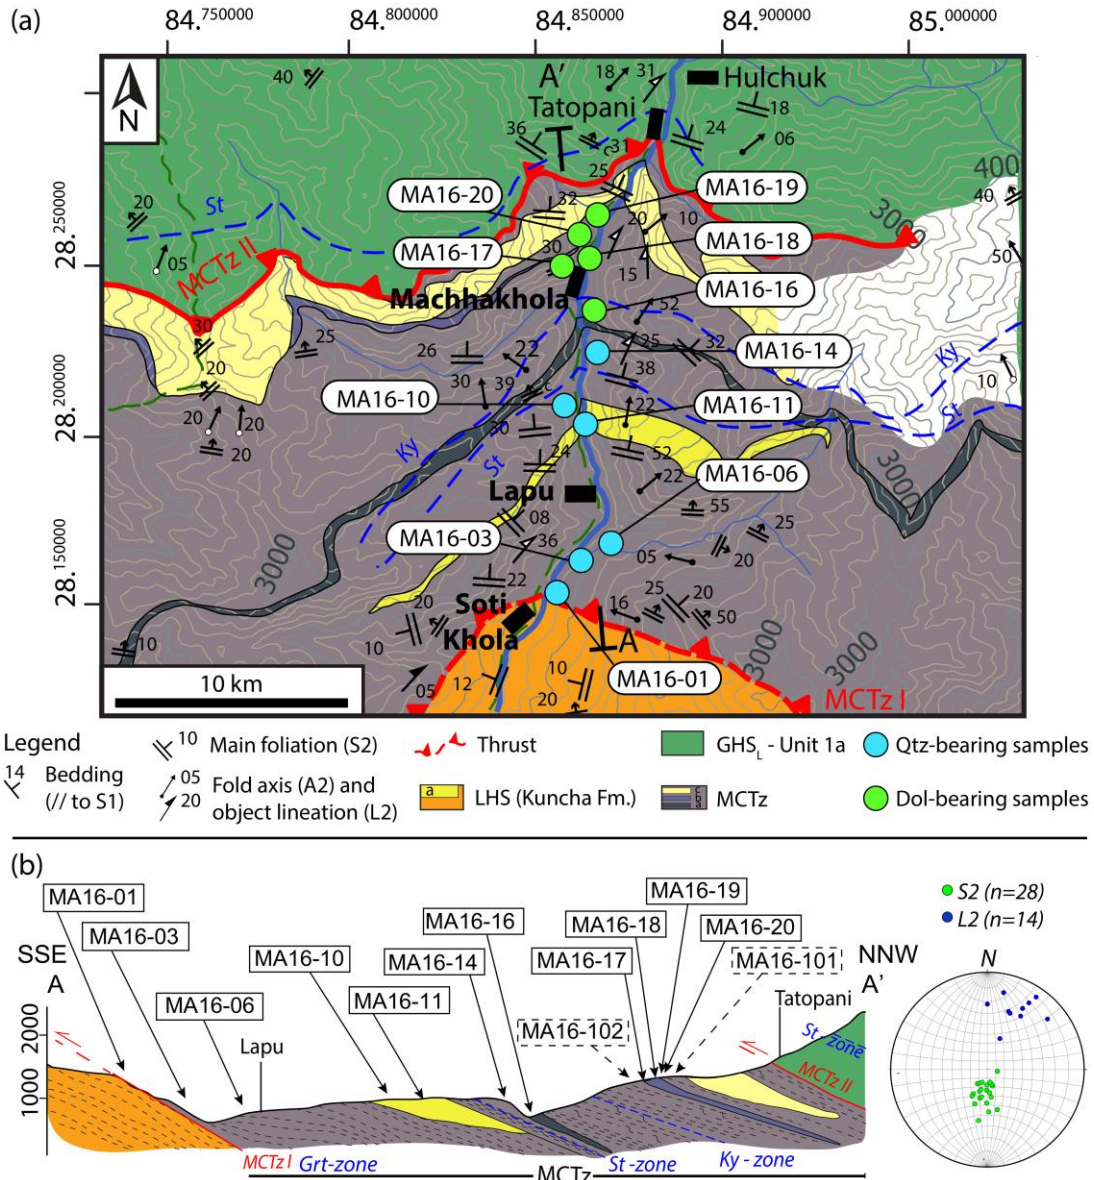 (a)
84.750000
84.800000
84.850000
84.900000
85.000000
28.250000
28.2000000
28.150000
N
A'
40
18
31
Hulchuk
Tatopani
18
36
24
06
31
25
400
3000
MA16-20
MA16-19
20
St
32
20
10
40
MCTz II
MA16-17
30
MA16-18
50
05
15
MA16-16
Machhakhola
52
30
25
26
22
25
32
MA16-14
Ky
20
30
39
38
10
MA16-10
MA16-11
St
20
20
22
20
30
Ky
St
24
52
MA16-06
22
3000
Lapu
55
08
25
MA16-03
36
05
20
3000
22
25
20
Soti
Khola
20
16
50
10
A
10
3000
3000
10 km
05
12
10
20
MA16-01
MCTz I
Legend
14 Bedding
(// to S1)
10 Main foliation (S2)
05 Fold axis (A2) and
20 object lineation (L2)
Thrust
a LHS (Kuncha Fm.)
GHSL - Unit 1a
c
b
a
MCTz
Qtz-bearing samples
Dol-bearing samples
(b)
MA16-01
MA16-03
MA16-06
MA16-10
MA16-11
MA16-14
MA16-16
MA16-17
MA16-18
MA16-19
MA16-20
MA16-101
MA16-102
S2 (n=28)
L2 (n=14)
SSE
A
NNW
A'
N
2000
1000
Lapu
Tatopani
St-zone
MCTz II
MCTz I
Grt-zone
St-zone
Ky-zone
MCTz